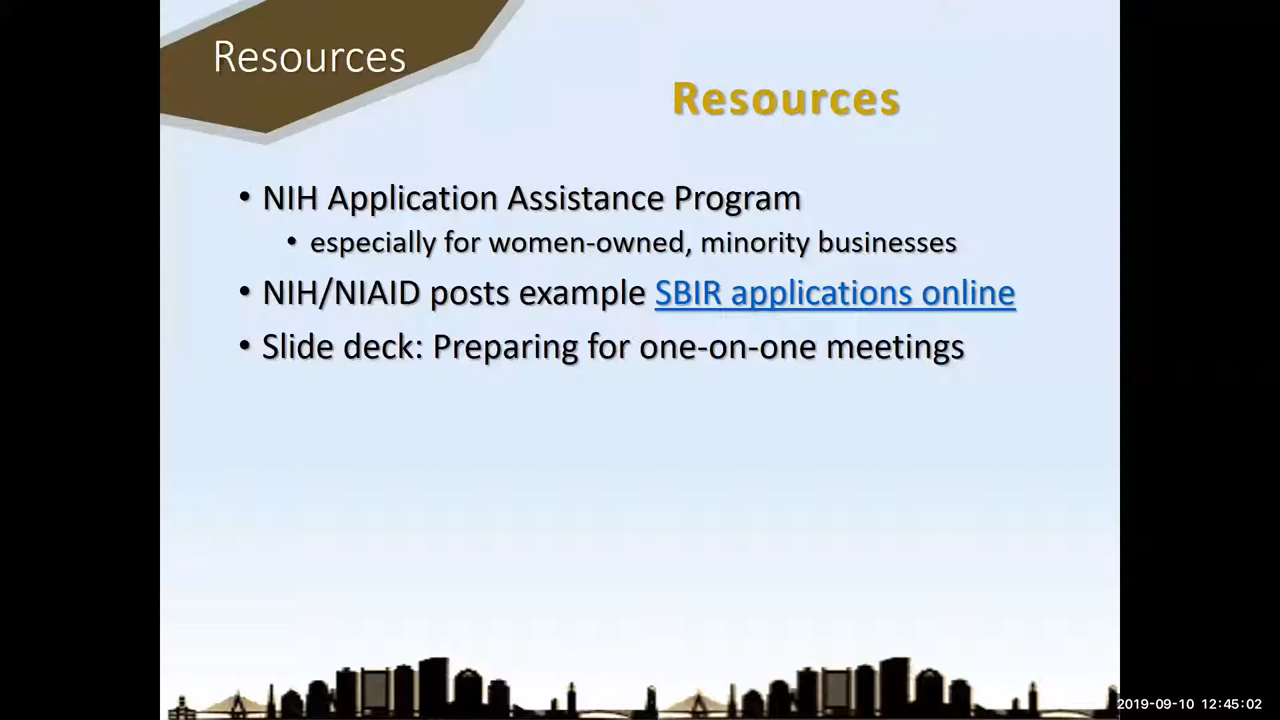 Resources
Resources
• NIH Application Assistance Program
• especially for women-owned, minority businesses
• NIH/NIAID posts example SBIR applications online
• Slide deck: Preparing for one-on-one meetings
2019-09-10 12:45:02